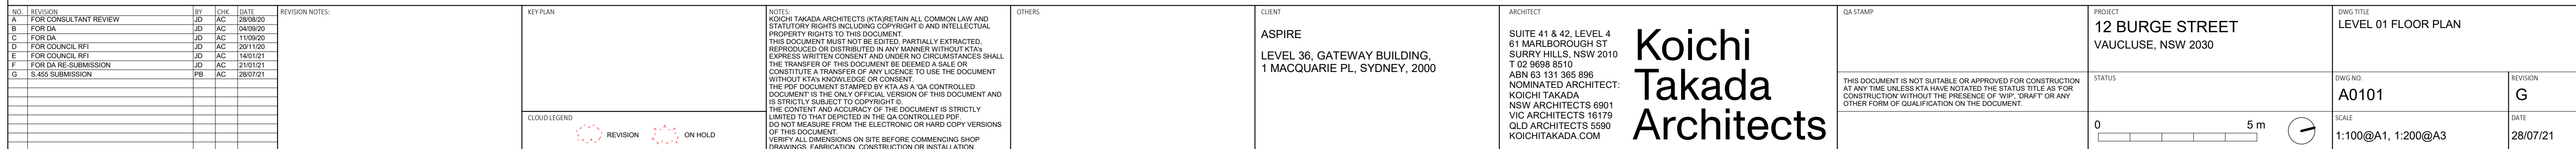 NO. REVISION BY CHK DATE
A FOR CONSULTANT REVIEW JD AC 28/08/20
B FOR DA JD AC 04/09/20
C FOR DA JD AC 11/09/20
D FOR COUNCIL RFI JD AC 20/11/20
E FOR COUNCIL RFI JD AC 14/01/21
F FOR DA RE-SUBMISSION JD AC 21/01/21
G S.455 SUBMISSION PB AC 28/07/21
REVISION NOTES:
KEY PLAN
CLOUD LEGEND
REVISION
ON HOLD
NOTES:
KOICHI TAKADA ARCHITECTS (KTA)RETAIN ALL COMMON LAW AND
STATUTORY RIGHTS INCLUDING COPYRIGHT © AND INTELLECTUAL
PROPERTY RIGHTS TO THIS DOCUMENT.
THIS DOCUMENT MUST NOT BE EDITED, PARTIALLY EXTRACTED,
REPRODUCED OR DISTRIBUTED IN ANY MANNER WITHOUT KTA's
EXPRESS WRITTEN CONSENT AND UNDER NO CIRCUMSTANCES SHALL
THE TRANSFER OF THIS DOCUMENT BE DEEMED A SALE OR
CONSTITUTE A TRANSFER OF ANY LICENCE TO USE THE DOCUMENT
WITHOUT KTA's KNOWLEDGE OR CONSENT.
THE PDF DOCUMENT STAMPED BY KTA AS A 'QA CONTROLLED
DOCUMENT' IS THE ONLY OFFICIAL VERSION OF THIS DOCUMENT AND
IS STRICTLY SUBJECT TO COPYRIGHT ©.
THE CONTENT AND ACCURACY OF THE DOCUMENT IS STRICTLY
LIMITED TO THAT DEPICTED IN THE QA CONTROLLED PDF.
DO NOT MEASURE FROM THE ELECTRONIC OR HARD COPY VERSIONS
OF THIS DOCUMENT.
VERIFY ALL DIMENSIONS ON SITE BEFORE COMMENCING SHOP
DRAWINGS, FABRICATION, CONSTRUCTION OR INSTALLATION.
OTHERS
CLIENT
ASPIRE
LEVEL 36, GATEWAY BUILDING,
1 MACQUARIE PL, SYDNEY, 2000
ARCHITECT
SUITE 41 & 42, LEVEL 4
61 MARLBOROUGH ST
SURRY HILLS, NSW 2010
T 02 9698 8510
ABN 63 131 365 896
NOMINATED ARCHITECT:
KOICHI TAKADA
NSW ARCHITECTS 6901
VIC ARCHITECTS 16179
QLD ARCHITECTS 5590
KOICHITAKADA.COM
Koichi
Takada
Architects
QA STAMP
THIS DOCUMENT IS NOT SUITABLE OR APPROVED FOR CONSTRUCTION
AT ANY TIME UNLESS KTA HAVE NOTATED THE STATUS TITLE AS 'FOR
CONSTRUCTION' WITHOUT THE PRESENCE OF 'WIP', 'DRAFT' OR ANY
OTHER FORM OF QUALIFICATION ON THE DOCUMENT.
PROJECT
12 BURGE STREET
VAUCLUSE, NSW 2030
STATUS
0 5 m
DWG TITLE
LEVEL 01 FLOOR PLAN
DWG NO.
A0101
REVISION
G
SCALE
1:100@A1, 1:200@A3
DATE
28/07/21